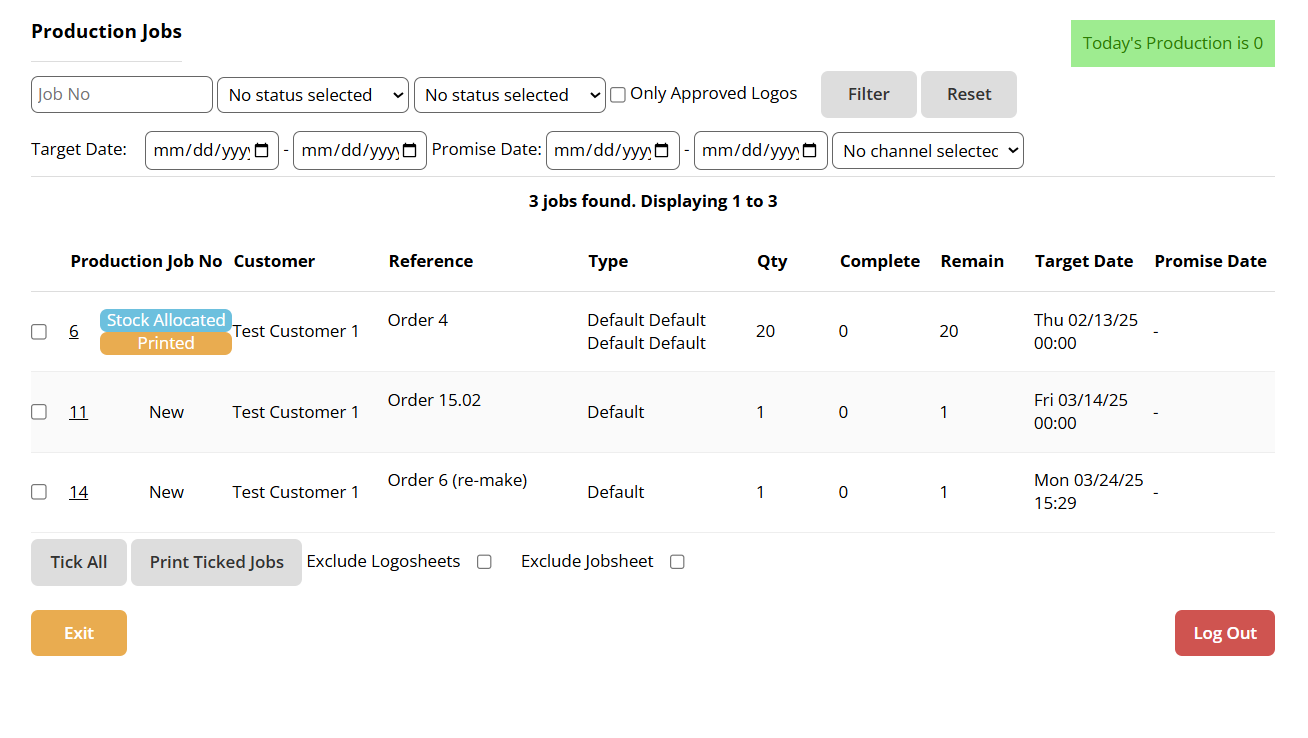 Production Jobs
Today's Production is 0
Job No No status selected No status selected Only Approved Logos Filter Reset
Target Date: mm/dd/yyyy - mm/dd/yyyy Promise Date: mm/dd/yyyy - mm/dd/yyyy No channel selected
3 jobs found. Displaying 1 to 3
Production Job No Customer Reference Type Qty Complete Remain Target Date Promise Date
6 Stock Allocated Printed Test Customer 1 Order 4 Default Default 20 0 20 Thu 02/13/25 -
Default Default 00:00
11 New Test Customer 1 Order 15.02 Default 1 0 1 Fri 03/14/25 -
00:00
14 New Test Customer 1 Order 6 (re-make) Default 1 0 1 Mon 03/24/25 -
15:29
Tick All Print Ticked Jobs Exclude Logosheets Exclude Jobsheet
Exit Log Out